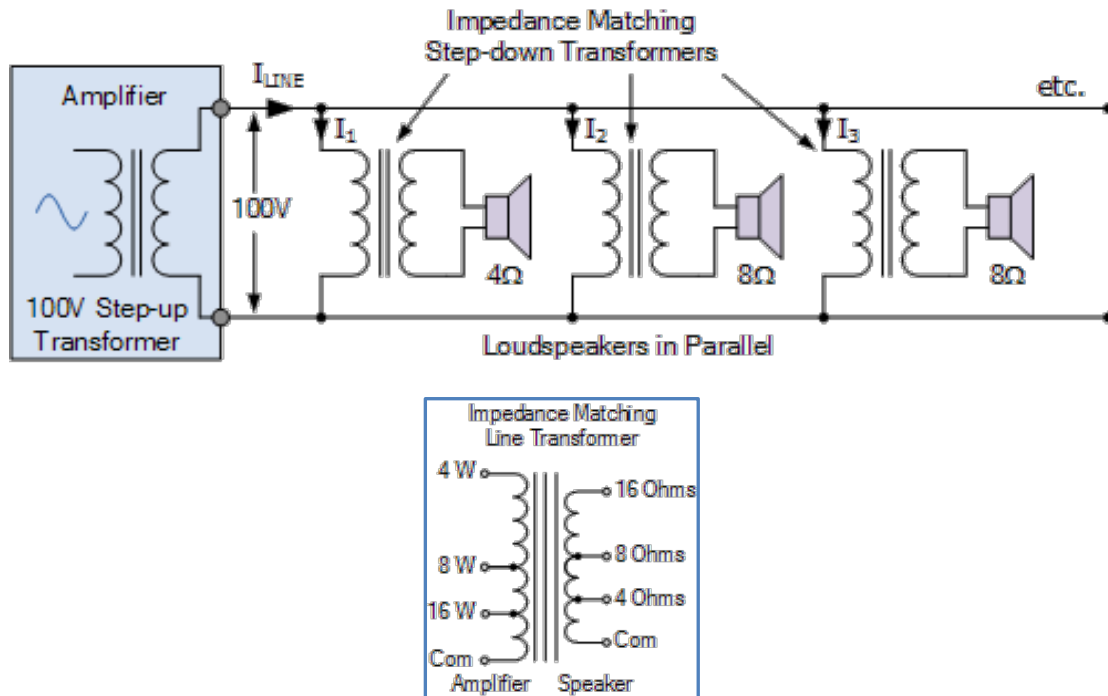 Impedance Matching
Step-down Transformers
Amplifier
I_LINE
etc.
I₁
I₂
I₃
100V
4Ω
8Ω
8Ω
100V Step-up
Transformer
Loudspeakers in Parallel
Impedance Matching
Line Transformer
4 W
16 Ohms
8 W
8 Ohms
16 W
4 Ohms
Com
Com
Amplifier
Speaker